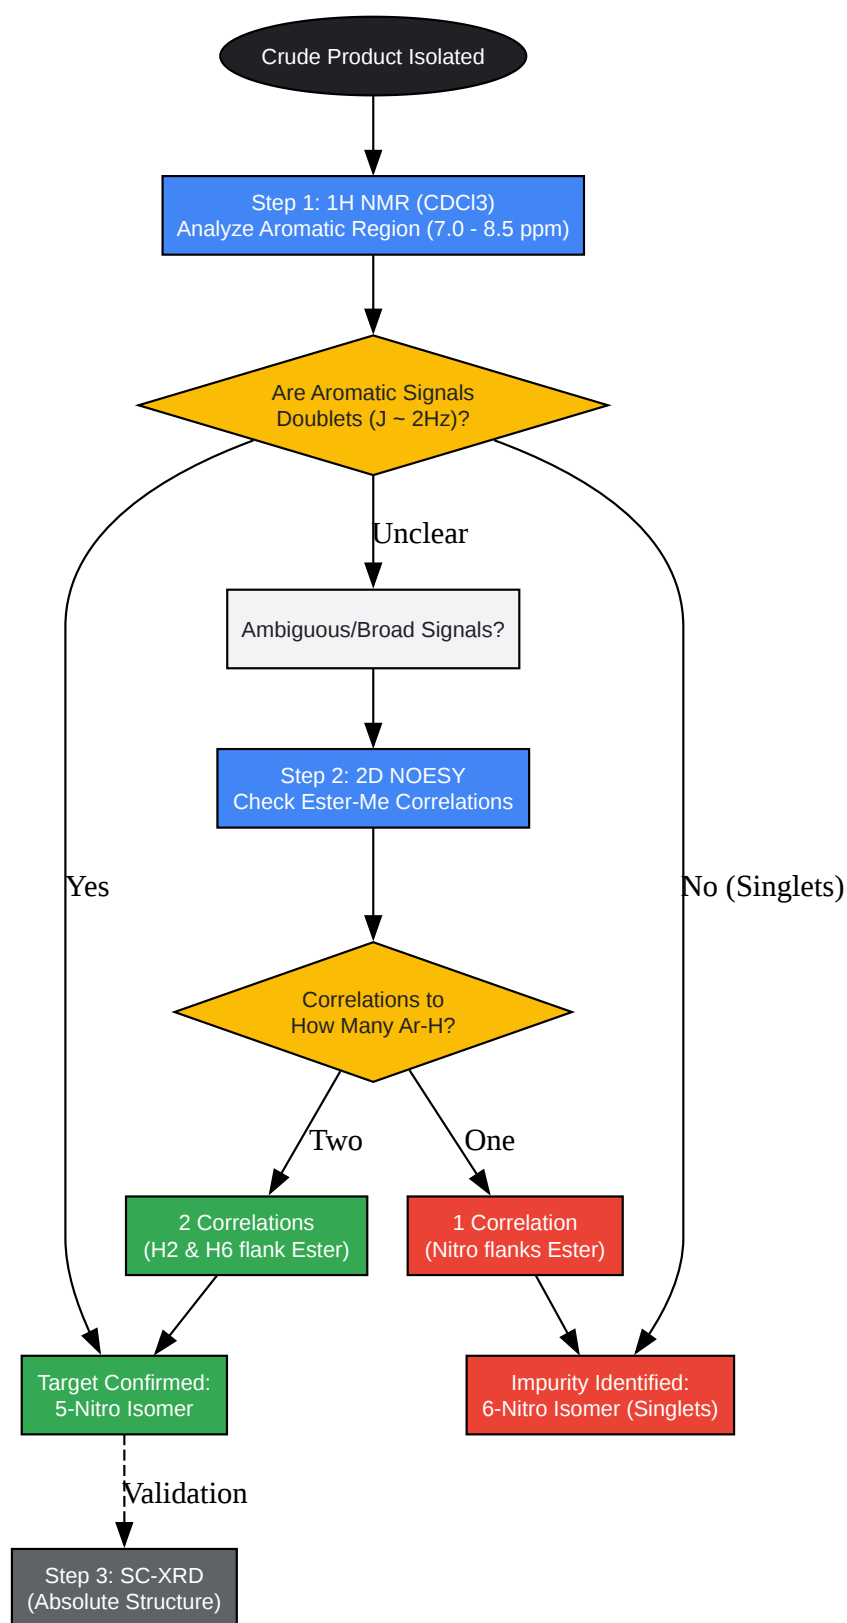 Crude Product Isolated
Step 1: 1H NMR (CDCl3)
Analyze Aromatic Region (7.0 - 8.5 ppm)
Are Aromatic Signals
Doublets (J ~ 2Hz)?
Unclear
Ambiguous/Broad Signals?
Step 2: 2D NOESY
Check Ester-Me Correlations
Yes
No (Singlets)
Correlations to
How Many Ar-H?
Two
One
2 Correlations
(H2 & H6 flank Ester)
1 Correlation
(Nitro flanks Ester)
Target Confirmed:
5-Nitro Isomer
Impurity Identified:
6-Nitro Isomer (Singlets)
Validation
Step 3: SC-XRD
(Absolute Structure)